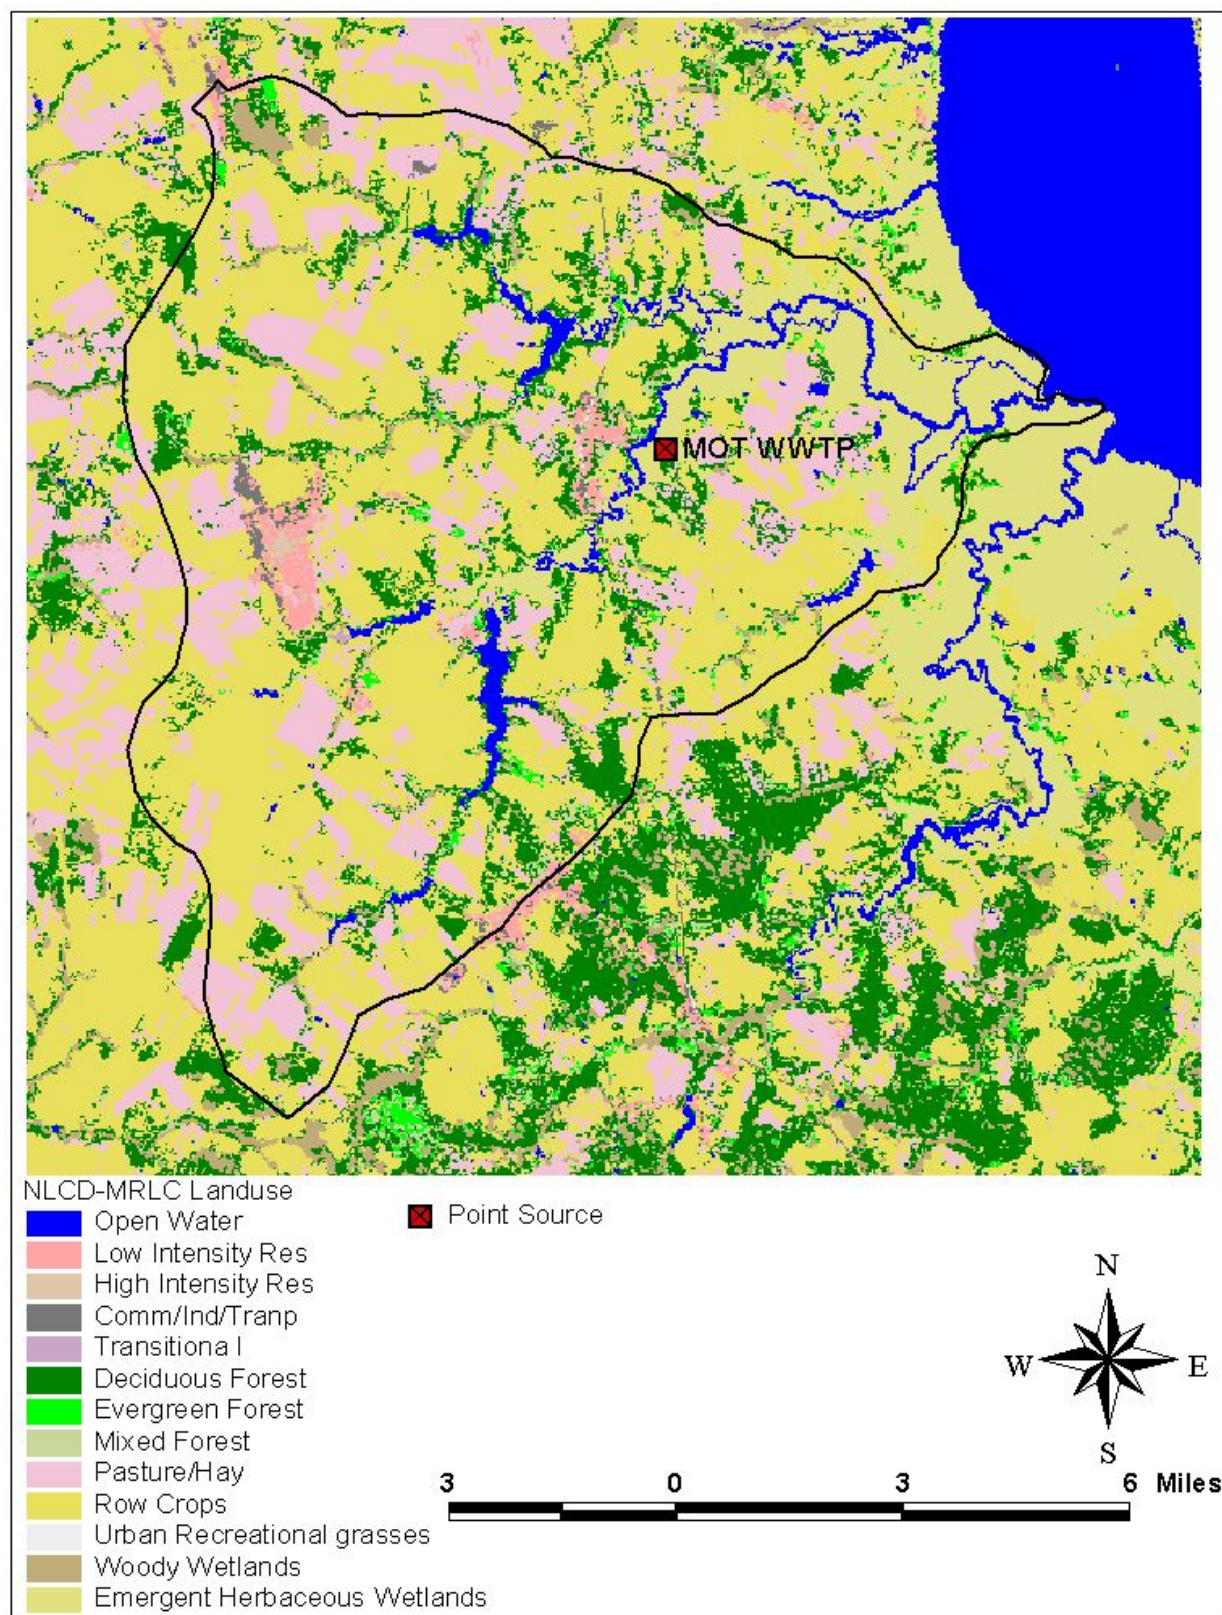 MOT WWTP
NLCD-MRLC Landuse
Open Water
Low Intensity Res
High Intensity Res
Comm/Ind/Tranp
Transitiona l
Deciduous Forest
Evergreen Forest
Mixed Forest
Pasture/Hay
Row Crops
Urban Recreational grasses
Woody Wetlands
Emergent Herbaceous Wetlands
Point Source
N
W E
S
3 0 3 6 Miles